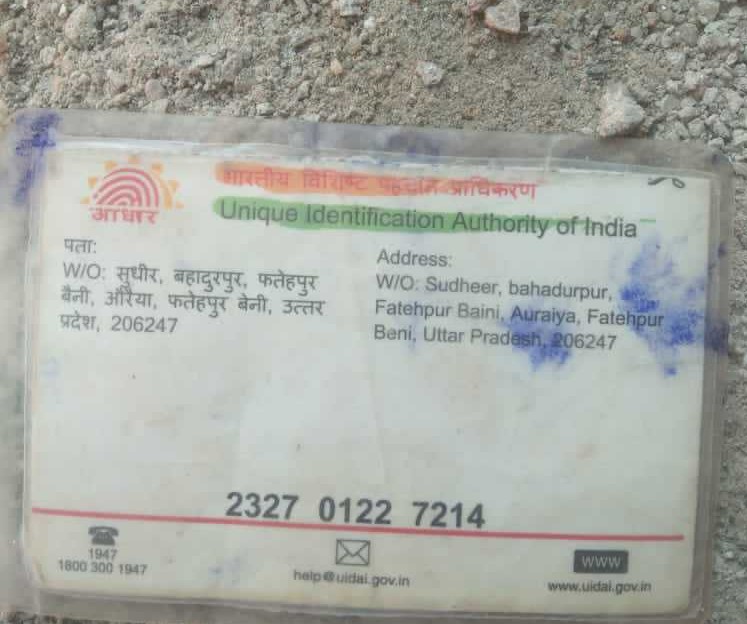 आधार
भारतीय विशिष्ट पहचान प्राधिकरण
Unique Identification Authority of India
पता:
W/O: सुधीर, बहादुरपुर, फतेहपुर
बैनी, औरैया, फतेहपुर बेनी, उत्तर
प्रदेश, 206247
Address:
W/O: Sudheer, bahadurpur,
Fatehpur Baini, Auraiya, Fatehpur
Beni, Uttar Pradesh, 206247
2327 0122 7214
1947
1800 300 1947
help@uidai.gov.in
www
www.uidai.gov.in